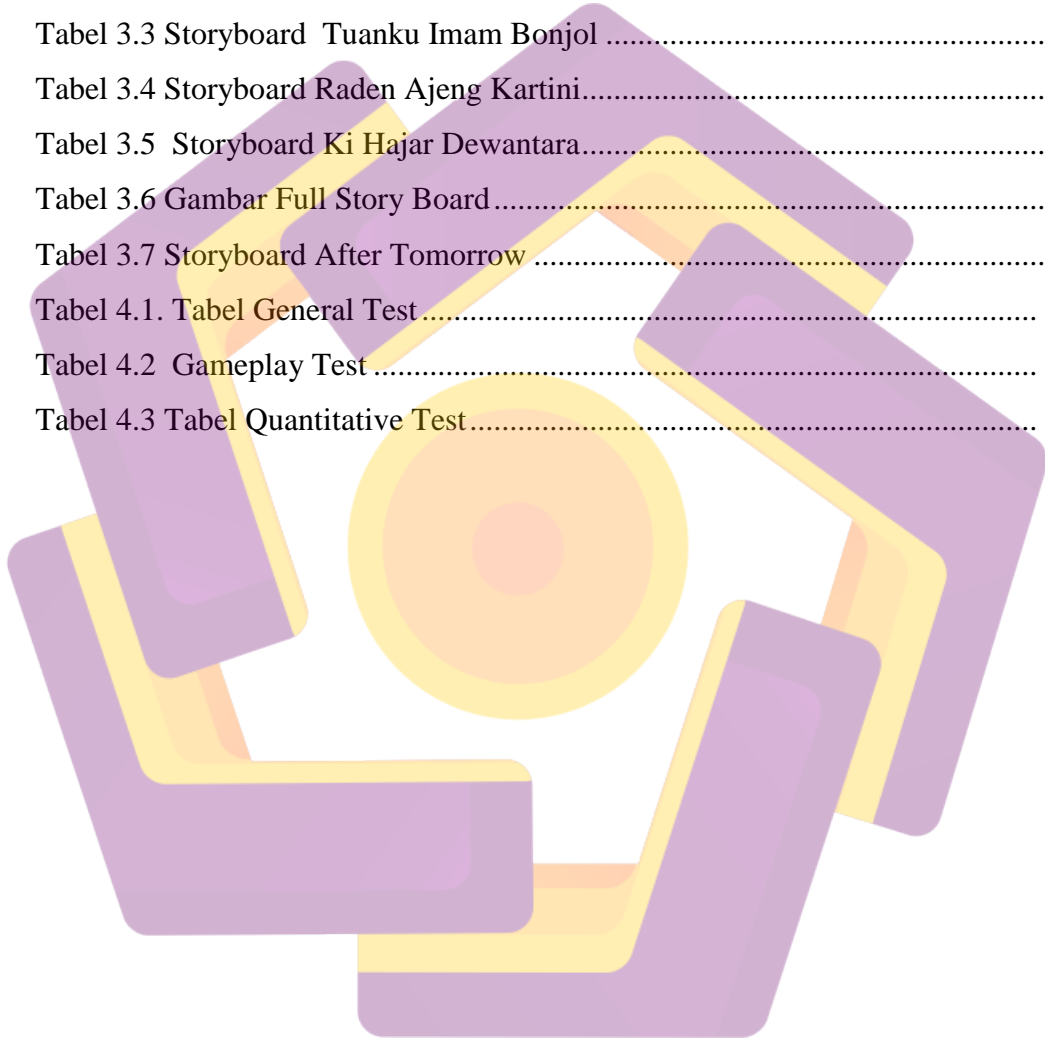 Tabel 3.3 Storyboard  Tuanku Imam Bonjol ......................................................
Tabel 3.4 Storyboard Raden Ajeng Kartini.........................................................
Tabel 3.5  Storyboard Ki Hajar Dewantara.........................................................
Tabel 3.6 Gambar Full Story Board ....................................................................
Tabel 3.7 Storyboard After Tomorrow ...............................................................
Tabel 4.1. Tabel General Test .............................................................................
Tabel 4.2  Gameplay Test ...................................................................................
Tabel 4.3 Tabel Quantitative Test.......................................................................